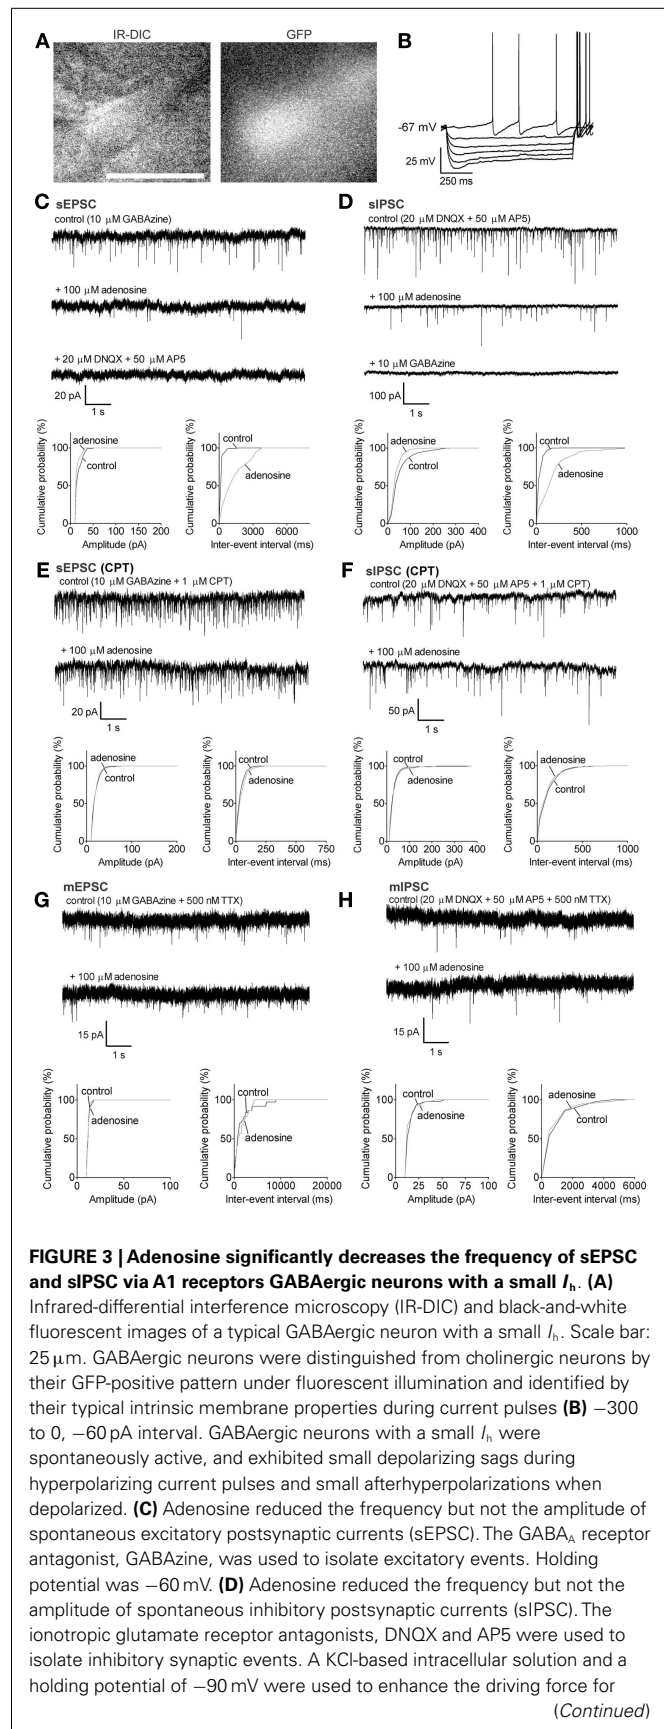 A
IR-DIC
GFP
B
-67 mV
25 mV
250 ms
C
sEPSC
control (10 µM GABAzine)
+ 100 µM adenosine
+ 20 µM DNQX + 50 µM AP5
20 pA
1 s
D
sIPSC
control (20 µM DNQX + 50 µM AP5)
+ 100 µM adenosine
+ 10 µM GABAzine
100 pA
1 s
Cumulative probability (%)
100
50
adenosine
control
0 50 100 150 200
Amplitude (pA)
Cumulative probability (%)
100
50
control
adenosine
0 3000 6000
Inter-event interval (ms)
Cumulative probability (%)
100
50
adenosine
control
0 100 200 300 400
Amplitude (pA)
Cumulative probability (%)
100
50
control
adenosine
0 500 1000
Inter-event interval (ms)
E
sEPSC (CPT)
control (10 µM GABAzine + 1 µM CPT)
+ 100 µM adenosine
20 pA
1 s
F
sIPSC (CPT)
control (20 µM DNQX + 50 µM AP5 + 1 µM CPT)
+ 100 µM adenosine
50 pA
1 s
Cumulative probability (%)
100
50
adenosine
control
0 100 200
Amplitude (pA)
Cumulative probability (%)
100
50
control
adenosine
0 250 500 750
Inter-event interval (ms)
Cumulative probability (%)
100
50
control
adenosine
0 100 200 300 400
Amplitude (pA)
Cumulative probability (%)
100
50
adenosine
control
0 500 1000
Inter-event interval (ms)
G
mEPSC
control (10 µM GABAzine + 500 nM TTX)
+ 100 µM adenosine
15 pA
1 s
H
mIPSC
control (20 µM DNQX + 50 µM AP5 + 500 nM TTX)
+ 100 µM adenosine
15 pA
1 s
Cumulative probability (%)
100
50
control
adenosine
0 50 100
Amplitude (pA)
Cumulative probability (%)
100
50
control
adenosine
0 10000 20000
Inter-event interval (ms)
Cumulative probability (%)
100
50
control
adenosine
0 25 50 75 100
Amplitude (pA)
Cumulative probability (%)
100
50
adenosine
control
0 2000 4000 6000
Inter-event interval (ms)
FIGURE 3 | Adenosine significantly decreases the frequency of sEPSC
and sIPSC via A1 receptors GABAergic neurons with a small Ih. (A)
Infrared-differential interference microscopy (IR-DIC) and black-and-white
fluorescent images of a typical GABAergic neuron with a small Ih. Scale bar:
25 µm. GABAergic neurons were distinguished from cholinergic neurons by
their GFP-positive pattern under fluorescent illumination and identified by
their typical intrinsic membrane properties during current pulses (B) −300
to 0, −60 pA interval. GABAergic neurons with a small Ih were
spontaneously active, and exhibited small depolarizing sags during
hyperpolarizing current pulses and small afterhyperpolarizations when
depolarized. (C) Adenosine reduced the frequency but not the amplitude of
spontaneous excitatory postsynaptic currents (sEPSC). The GABAA receptor
antagonist, GABAzine, was used to isolate excitatory events. Holding
potential was −60 mV. (D) Adenosine reduced the frequency but not the
amplitude of spontaneous inhibitory postsynaptic currents (sIPSC). The
ionotropic glutamate receptor antagonists, DNQX and AP5 were used to
isolate inhibitory synaptic events. A KCl-based intracellular solution and a
holding potential of −90 mV were used to enhance the driving force for
(Continued)